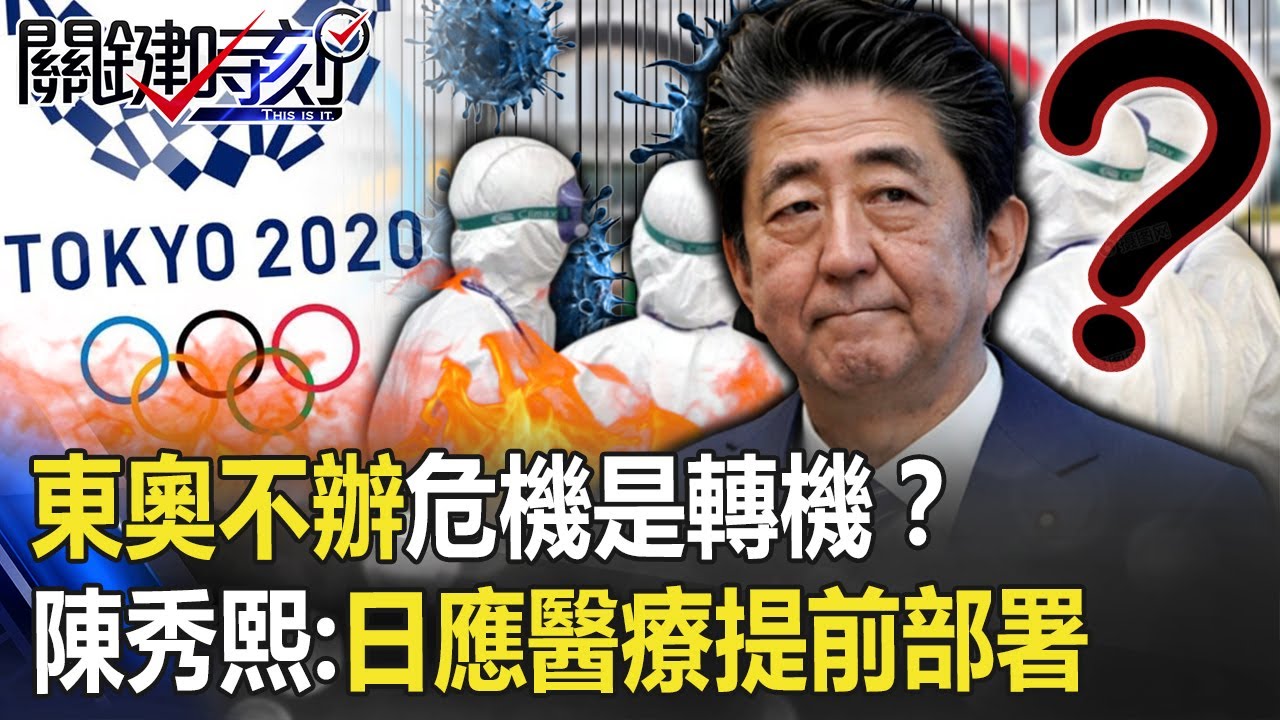 關鍵時刻
THIS IS IT.
TOKYO 2020
Climax
東奧不辦危機是轉機？
陳秀熙:日應醫療提前部署